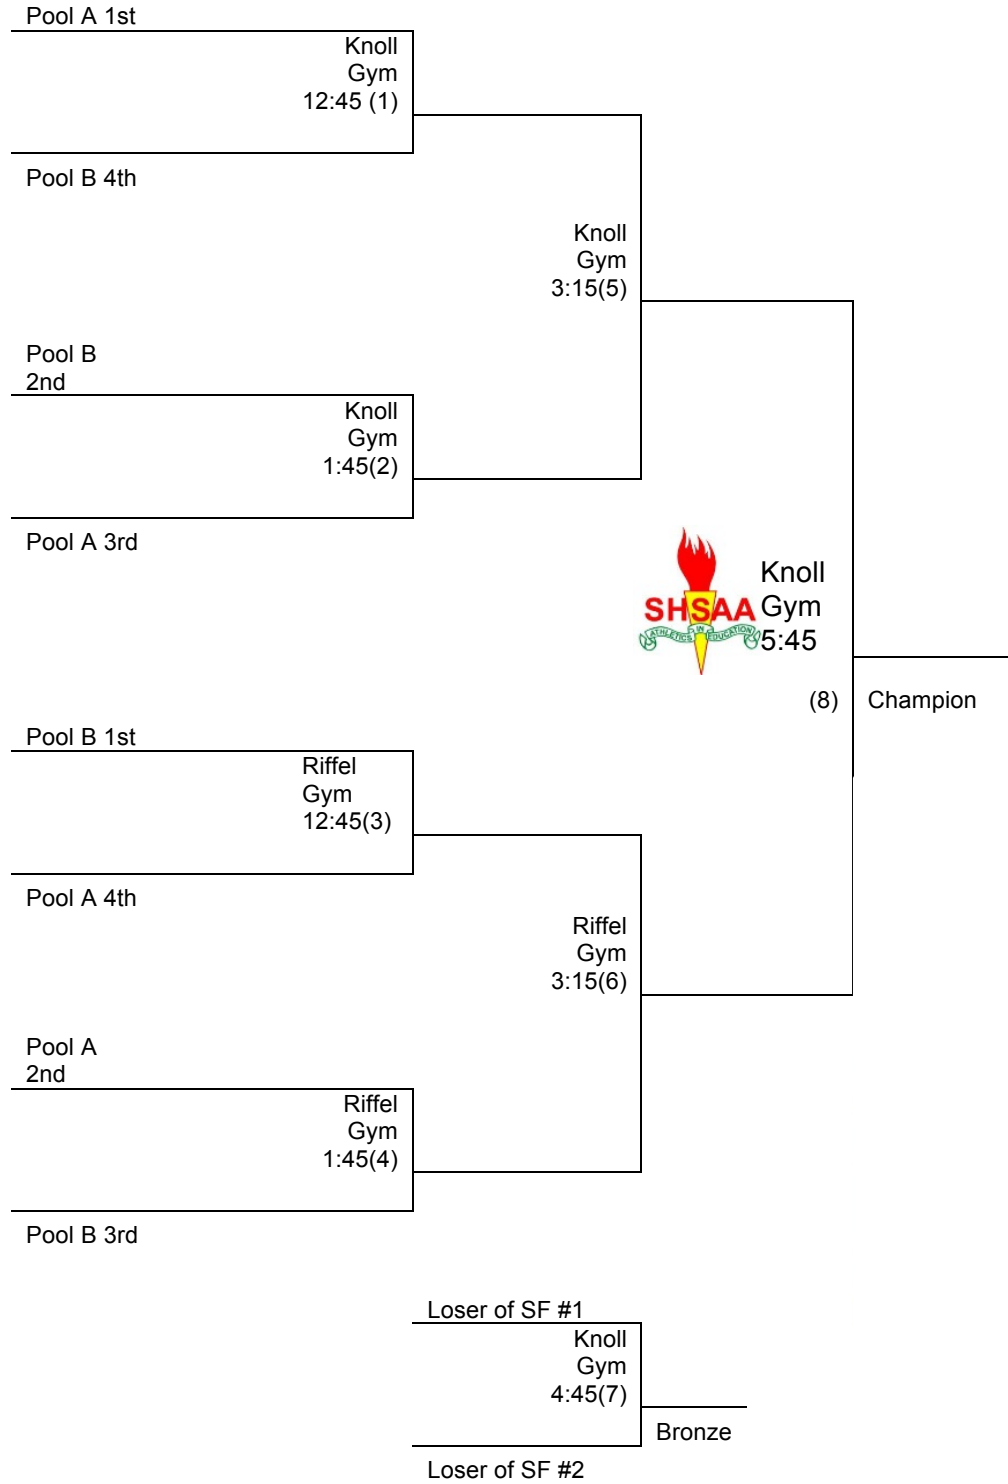 Pool A 1st
Knoll
Gym
12:45 (1)
Pool B 4th
Knoll
Gym
3:15(5)
Pool B
2nd
Knoll
Gym
1:45(2)
Pool A 3rd
SHSAA
ATHLETICS IN EDUCATION
Knoll
Gym
5:45
(8)
Champion
Pool B 1st
Riffel
Gym
12:45(3)
Pool A 4th
Riffel
Gym
3:15(6)
Pool A
2nd
Riffel
Gym
1:45(4)
Pool B 3rd
Loser of SF #1
Knoll
Gym
4:45(7)
Bronze
Loser of SF #2